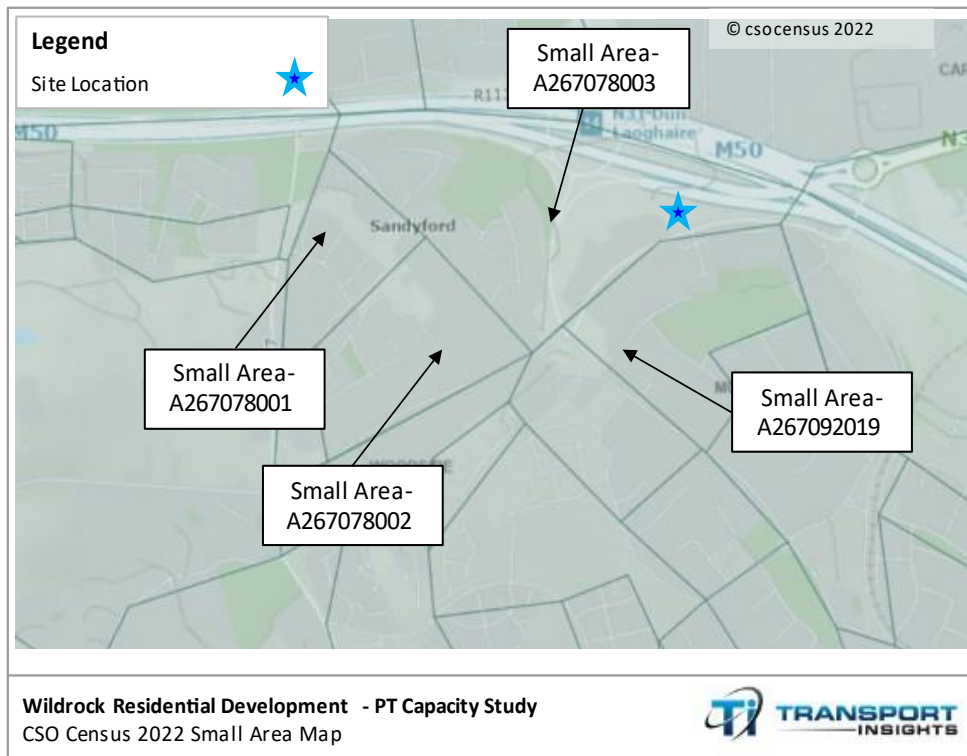 Legend
Site Location
© csocensus 2022
Small Area-
A267078003
R11
N31-Dun
Laoghaire
M50
M50
CAR
N3
Sandyford
Small Area-
A267078001
Small Area-
A267092019
Small Area-
A267078002
Wildrock Residential Development - PT Capacity Study
CSO Census 2022 Small Area Map
Ti TRANSPORT
INSIGHTS